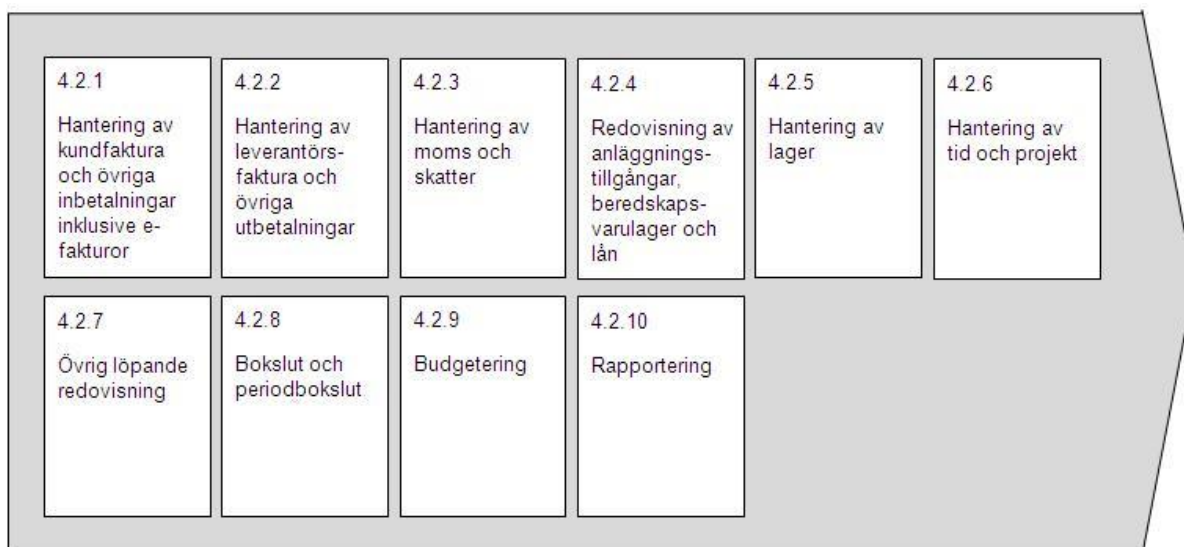 4.2.1
Hantering av
kundfaktura
och övriga
inbetalningar
inklusive e-
fakturor
4.2.2
Hantering av
leverantörs-
faktura och
övriga
utbetalningar
4.2.3
Hantering av
moms och
skatter
4.2.4
Redovisning av
anläggnings-
tillgångar,
beredskaps-
varulager och
lån
4.2.5
Hantering av
lager
4.2.6
Hantering av
tid och projekt
4.2.7
Övrig löpande
redovisning
4.2.8
Bokslut och
periodbokslut
4.2.9
Budgetering
4.2.10
Rapportering